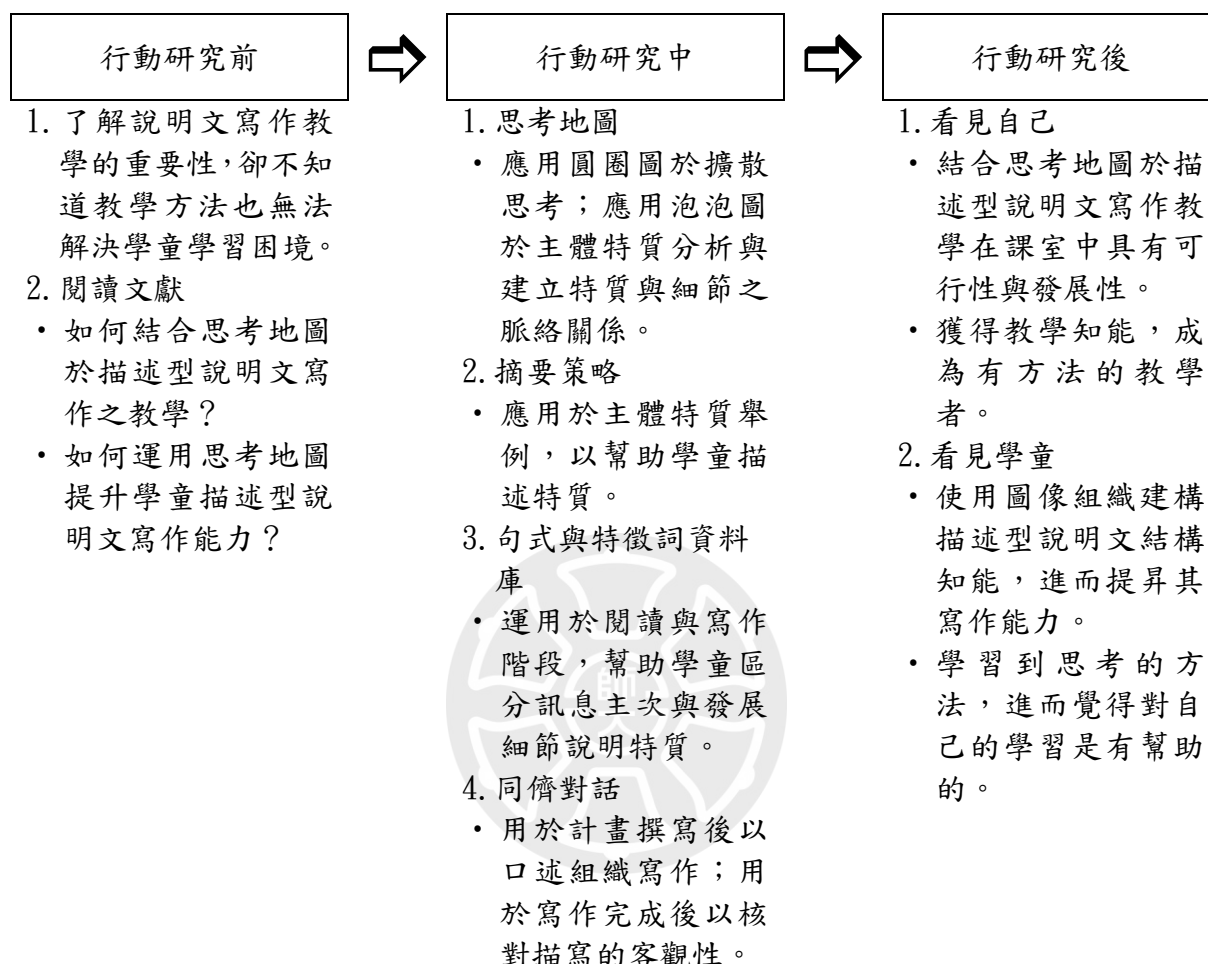 行動研究前
1.了解說明文寫作教
學的重要性，卻不知
道教學方法也無法
解決學童學習困境。
2.閱讀文獻
・如何結合思考地圖
於描述型說明文寫
作之教學？
・如何運用思考地圖
提升學童描述型說
明文寫作能力？
行動研究中
1.思考地圖
・應用圓圈圖於擴散
思考；應用泡泡圖
於主體特質分析與
建立特質與細節之
脈絡關係。
2.摘要策略
・應用於主體特質舉
例，以幫助學童描
述特質。
3.句式與特徵詞資料
庫
・運用於閱讀與寫作
階段，幫助學童區
分訊息主次與發展
細節說明特質。
4.同儕對話
・用於計畫撰寫後以
口述組織寫作；用
於寫作完成後以核
對描寫的客觀性。
行動研究後
1.看見自己
・結合思考地圖於描
述型說明文寫作教
學在課室中具有可
行性與發展性。
・獲得教學知能，成
為有方法的教學
者。
2.看見學童
・使用圖像組織建構
描述型說明文結構
知能，進而提昇其
寫作能力。
・學習到思考的方
法，進而覺得對自
己的學習是有幫助
的。
師